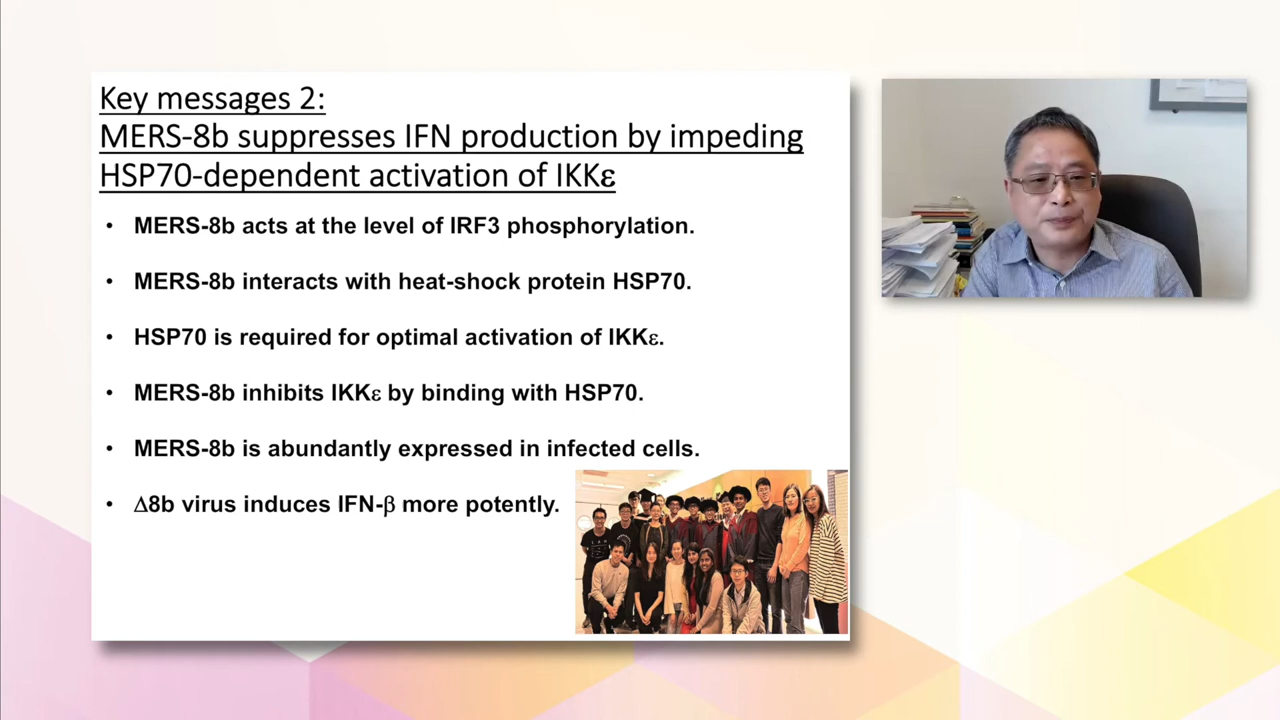 Key messages 2:
MERS-8b suppresses IFN production by impeding
HSP70-dependent activation of IKKε
• MERS-8b acts at the level of IRF3 phosphorylation.
• MERS-8b interacts with heat-shock protein HSP70.
• HSP70 is required for optimal activation of IKKε.
• MERS-8b inhibits IKKε by binding with HSP70.
• MERS-8b is abundantly expressed in infected cells.
• Δ8b virus induces IFN-β more potently.